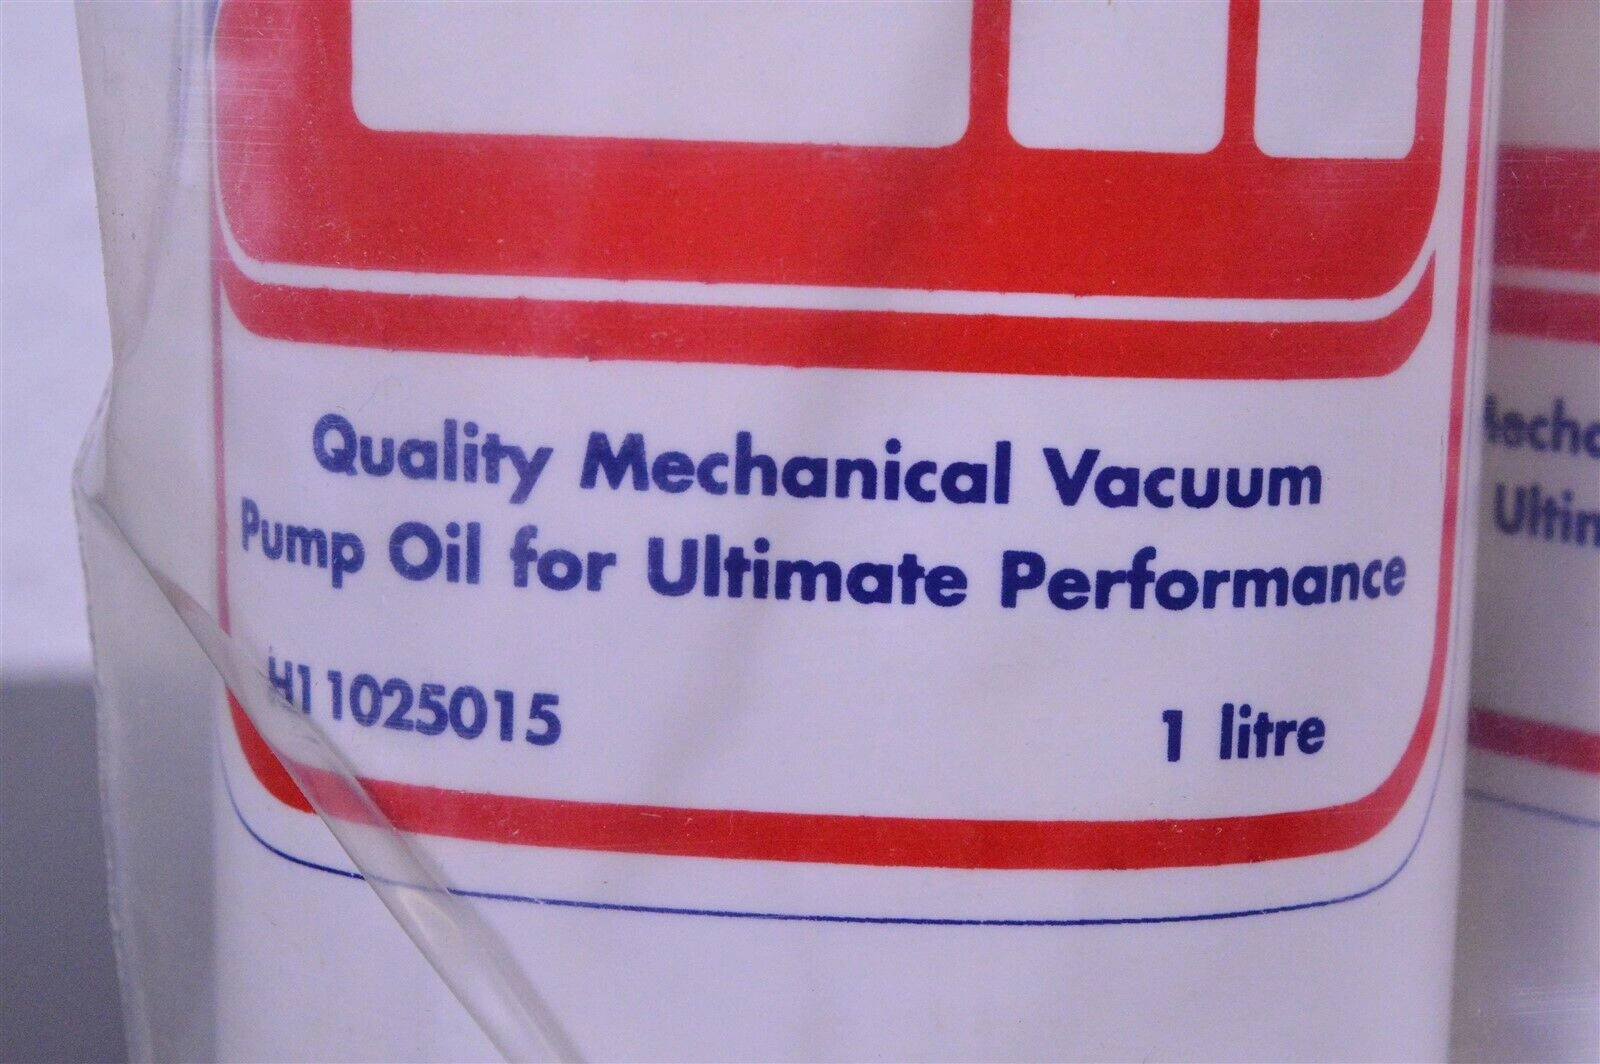 Quality Mechanical Vacuum
Pump Oil for Ultimate Performance
H11025015
1 litre